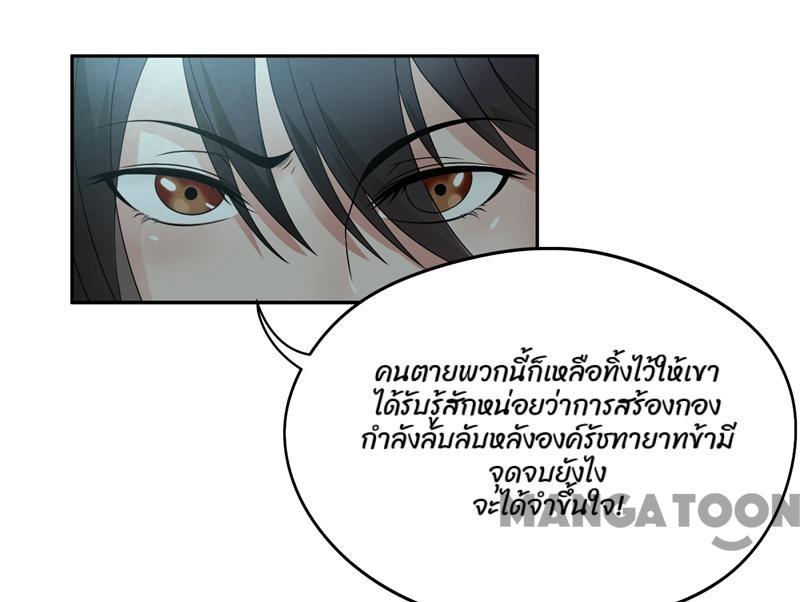 คนตายพวกนี้ก็เหลือทิ้งไว้ให้เขา
ได้รับรู้สักหน่อยว่าการสร้องกอง
กำลังลับลับหลังองค์รัชทายาทข้ามี
จุดจบยังไง
จะได้จำขึ้นใจ!
MANGATOON